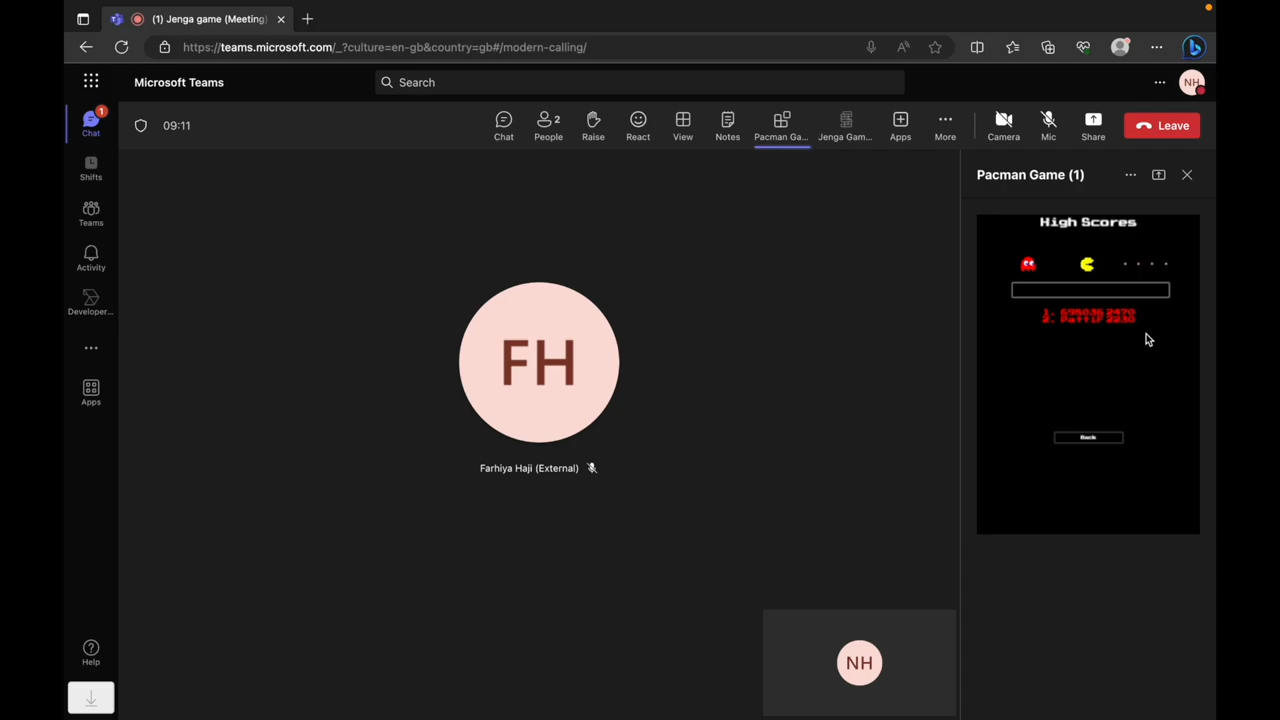 (1) Jenga game (Meeting)
https://teams.microsoft.com/_?culture=en-gb&country=gb#/modern-calling/
Microsoft Teams
Search
NH
1
Chat
Shifts
Teams
Activity
Developer...
Apps
Help
09:11
Chat
2
People
Raise
React
View
Notes
Pacman Ga...
Jenga Gam...
Apps
More
Camera
Mic
Share
Leave
FH
Farhiya Haji (External)
NH
Pacman Game (1)
High Scores
Back